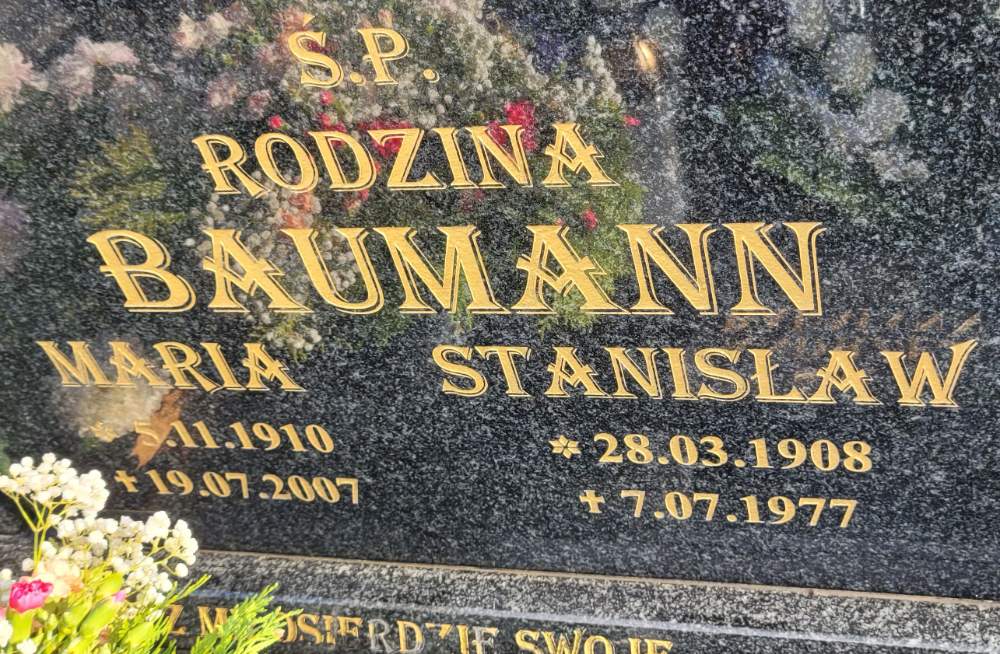 Ś.P.
RODZINA
BAUMANN
MARIA STANISŁAW
* 5.11.1910 * 28.03.1908
† 19.07.2007 † 7.07.1977
SWOJE